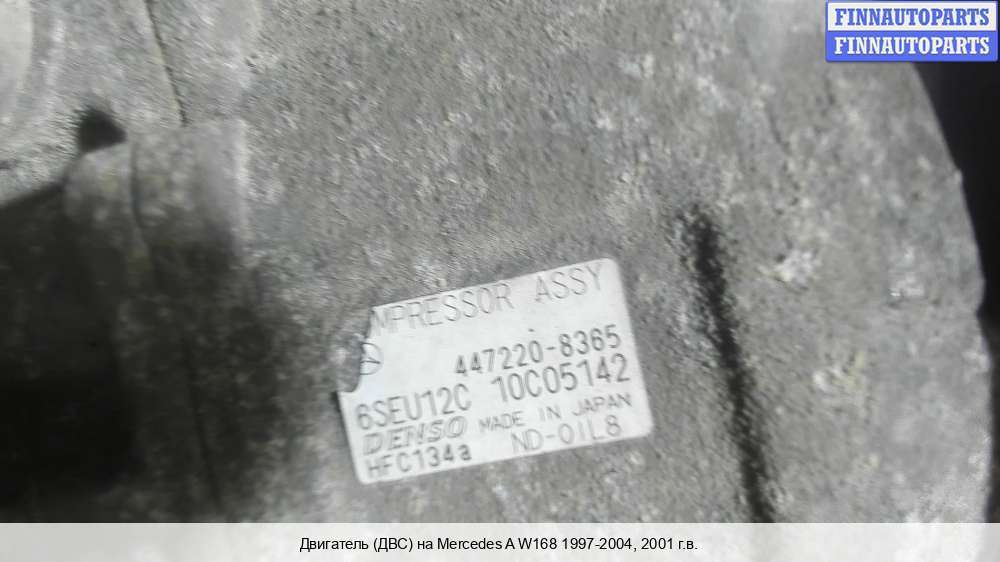 FINNAUTOPARTS
FINNAUTOPARTS
MPRESSOR ASSY
447220-8365
6SEU12C 10C05142
DENSO MADE IN JAPAN
HFC134a ND-OIL8
Двигатель (ДВС) на Mercedes A W168 1997-2004, 2001 г.в.